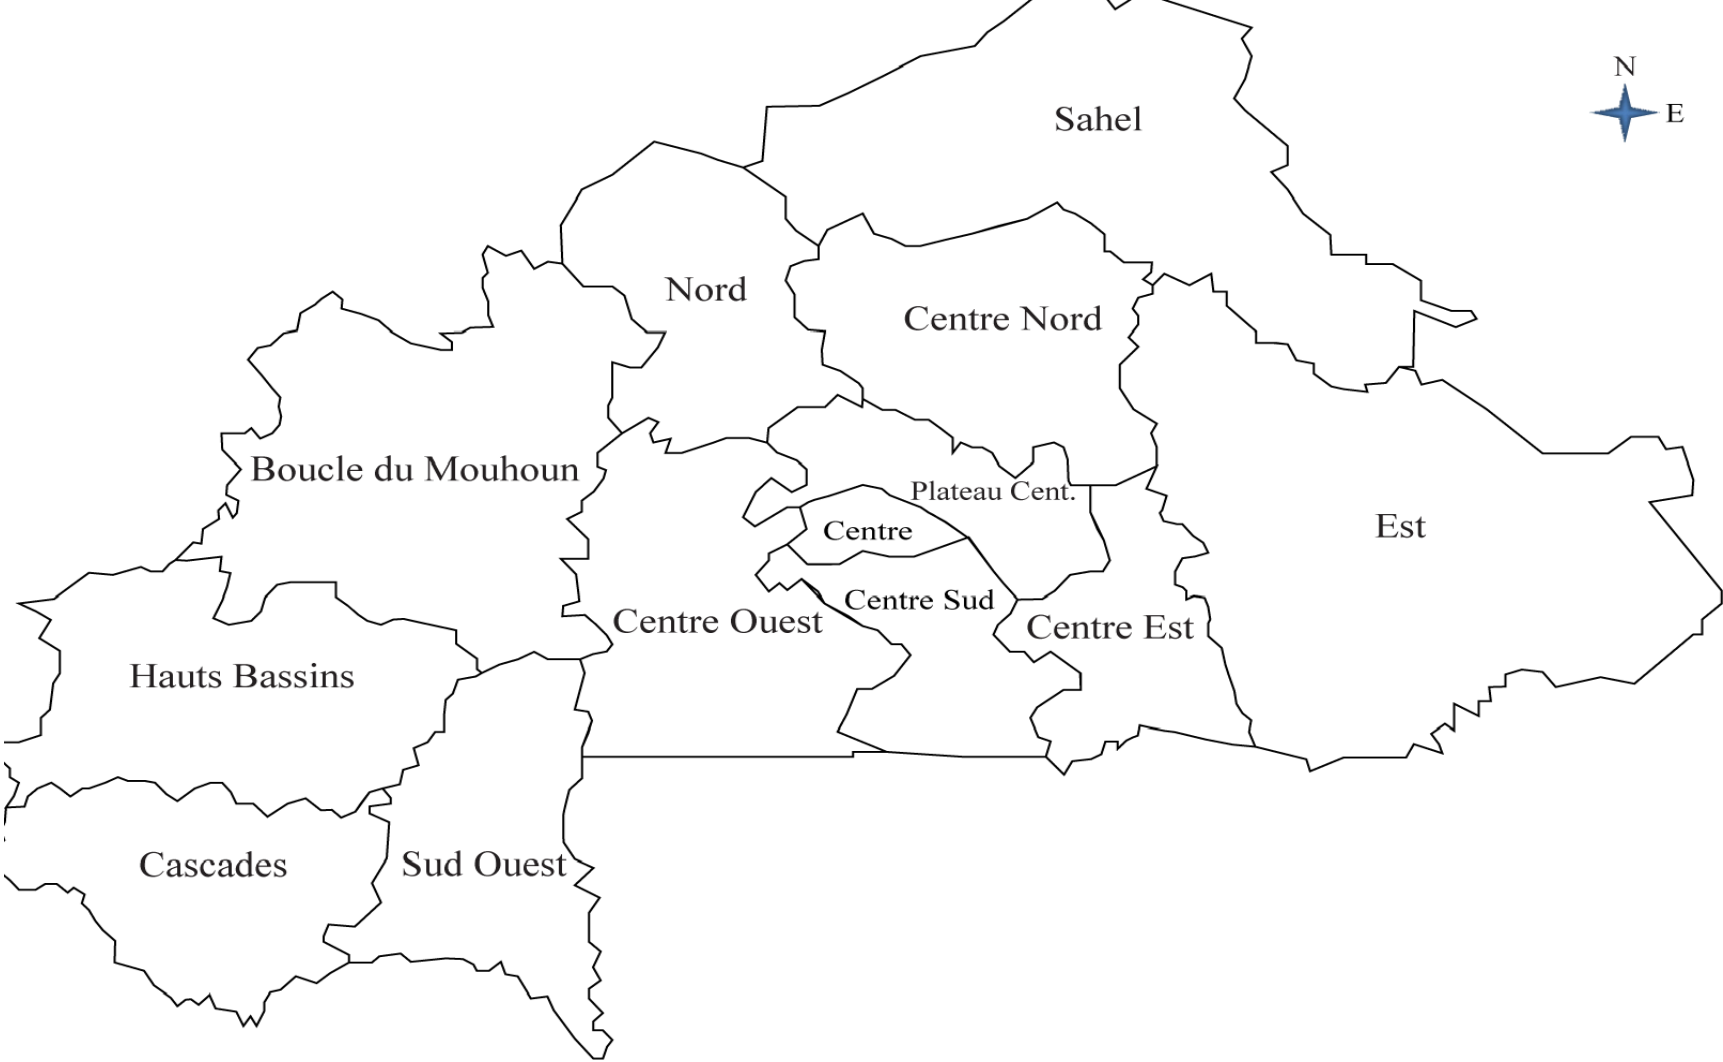 N
E
Sahel
Nord
Centre Nord
Boucle du Mouhoun
Plateau Cent.
Centre
Est
Centre Sud
Centre Ouest
Centre Est
Hauts Bassins
Cascades
Sud Ouest